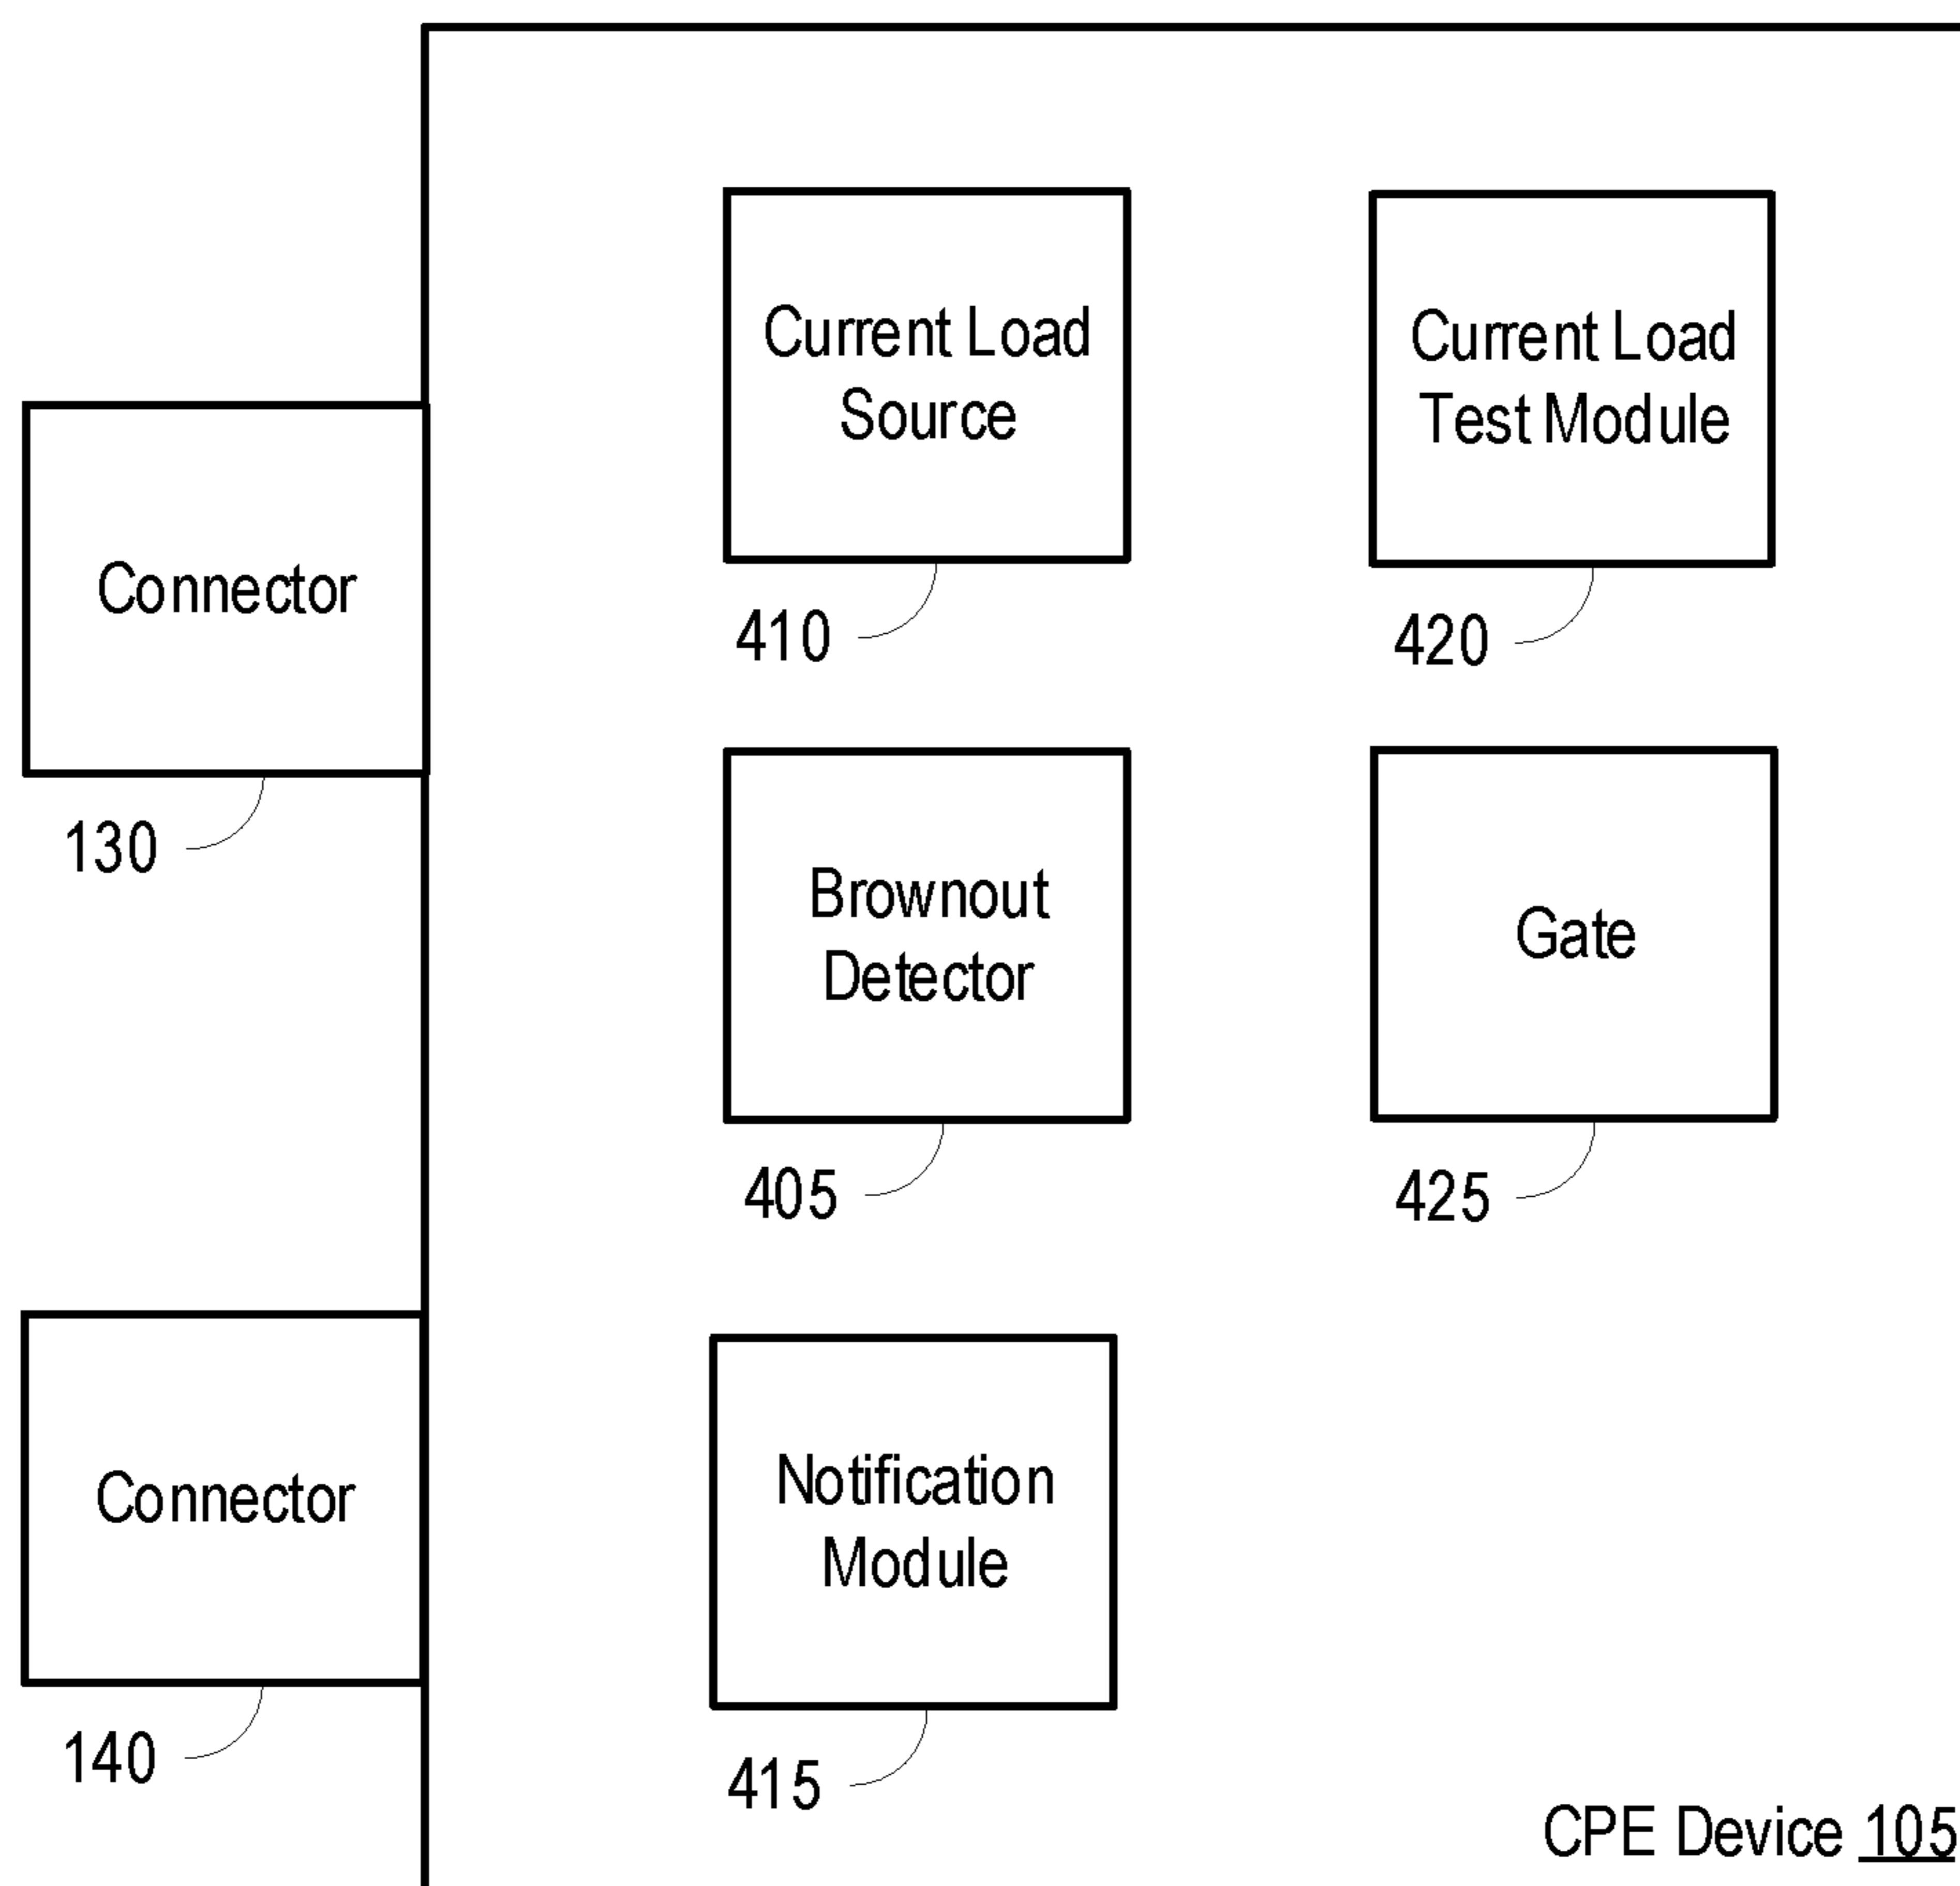 Current Load
Source
410
Current Load
Test Module
420
Connector
130
Brownout
Detector
405
Gate
425
Connector
140
Notification
Module
415
CPE Device 105